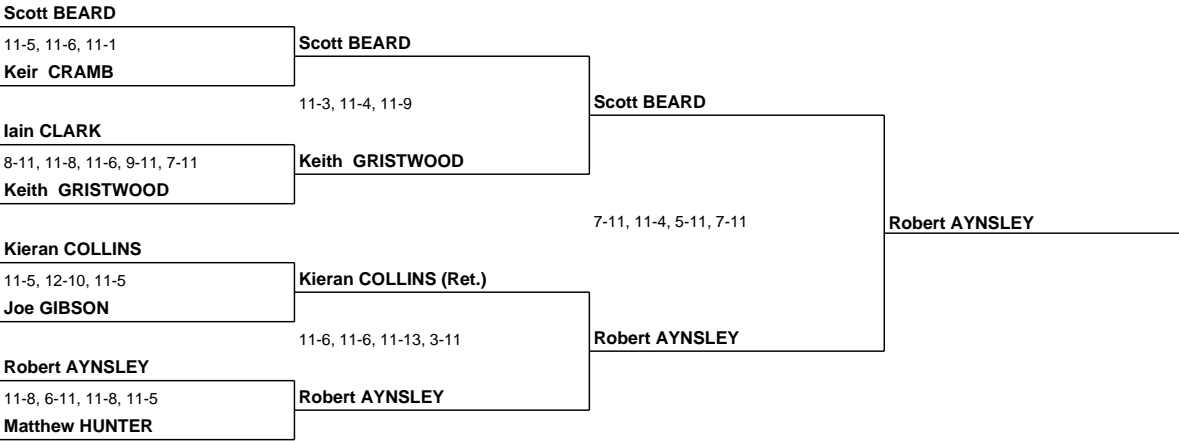 Scott BEARD
11-5, 11-6, 11-1
Scott BEARD
Keir CRAMB
11-3, 11-4, 11-9
Scott BEARD
Iain CLARK
8-11, 11-8, 11-6, 9-11, 7-11
Keith GRISTWOOD
Keith GRISTWOOD
7-11, 11-4, 5-11, 7-11
Robert AYNSLEY
Kieran COLLINS
11-5, 12-10, 11-5
Kieran COLLINS (Ret.)
Joe GIBSON
11-6, 11-6, 11-13, 3-11
Robert AYNSLEY
Robert AYNSLEY
11-8, 6-11, 11-8, 11-5
Robert AYNSLEY
Matthew HUNTER